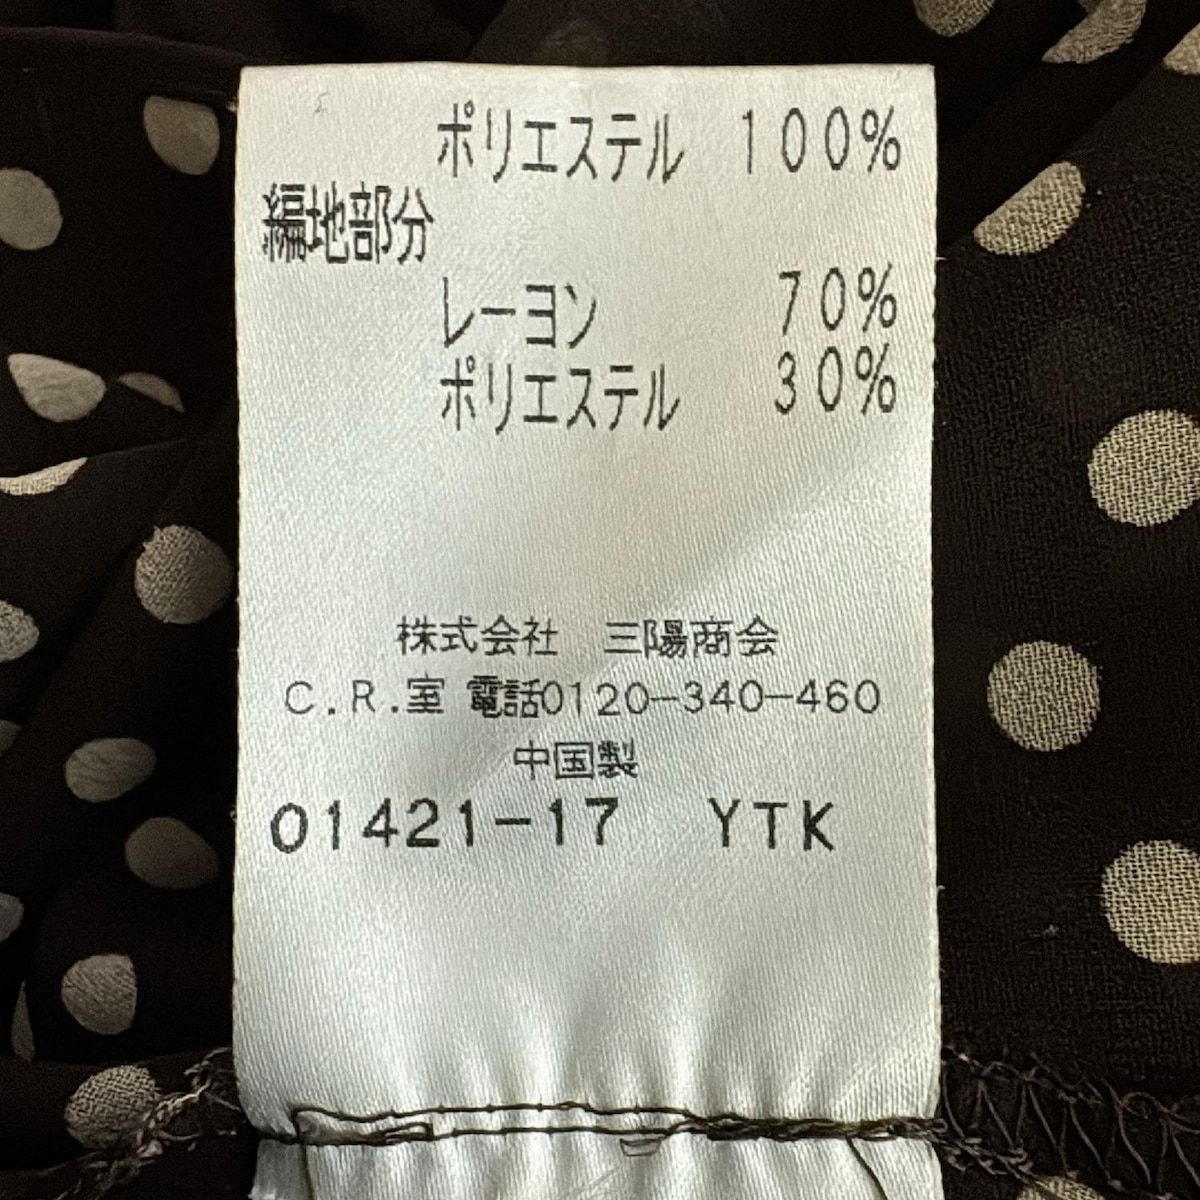 ポリエステル 100%
編地部分
レーヨン 70%
ポリエステル 30%
株式会社 三陽商会
C.R.室 電話0120-340-460
中国製
01421-17 YTK